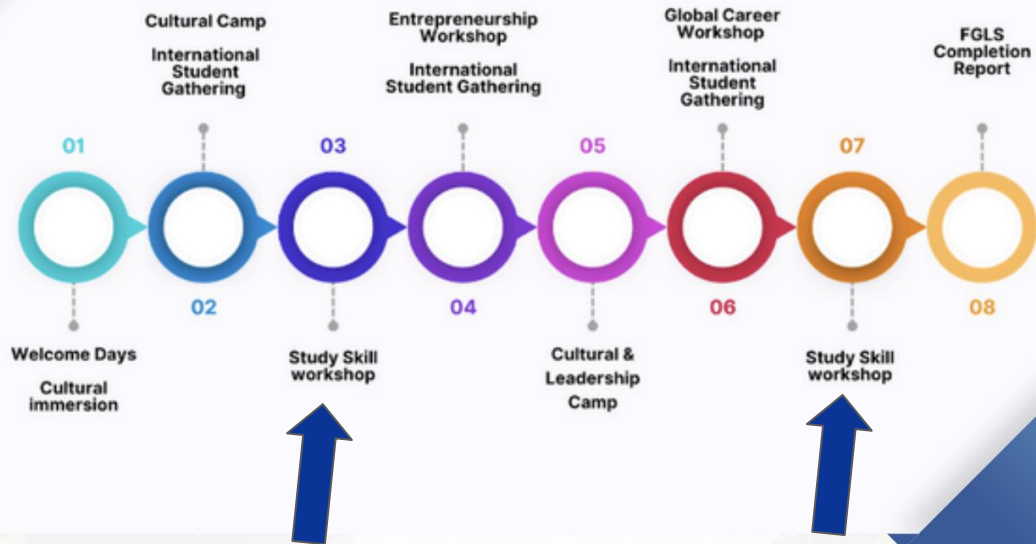 01
Welcome Days
Cultural
immersion
Cultural Camp
International
Student
Gathering
02
03
Study Skill
workshop
Entrepreneurship
Workshop
International
Student Gathering
04
05
Cultural &
Leadership
Camp
Global Career
Workshop
International
Student
Gathering
06
07
Study Skill
workshop
FGLS
Completion
Report
08